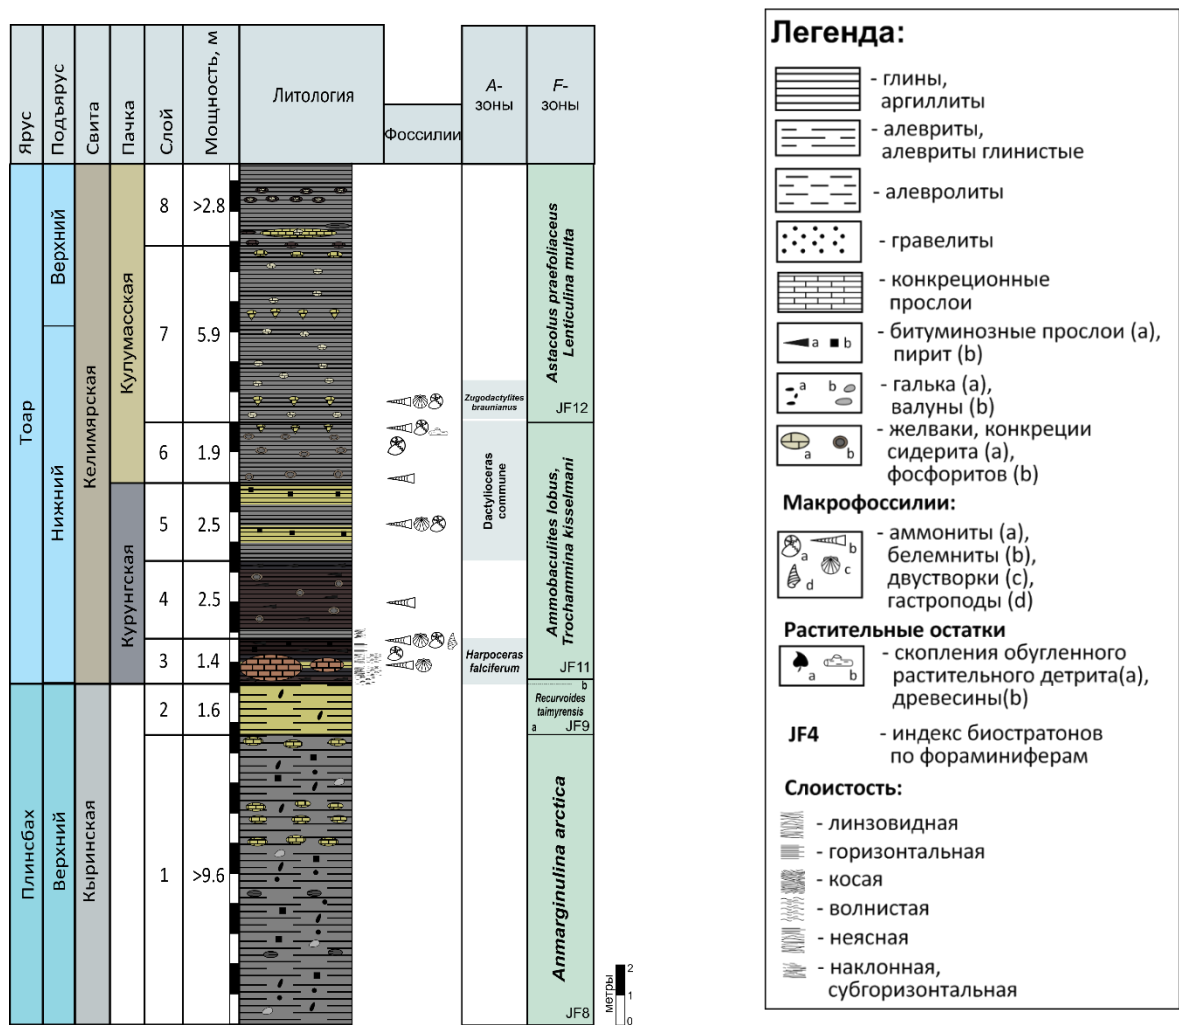 Ярус
Подъярус
Свита
Пачка
Слой
Мощность, м
Литология
Фоссилии
А-
зоны
F-
зоны
Тоар
Плинсбах
Верхний
Нижний
Верхний
Келимярская
Кыринская
Кулумасская
Курунгская
8
>2.8
7
5.9
6
1.9
5
2.5
4
2.5
3
1.4
2
1.6
1
>9.6
Zugodactylites
braunianus
Dactylioceras
commune
Harpoceras
falciferum
Astacolus praefoliaceus
Lenticulina multa
JF12
Ammobaculites lobus,
Trochammina kisselmani
JF11
b
Recurvoides
taimyrensis
a JF9
Anmarginulina arctica
JF8
метры
2
1
0
Легенда:
- глины,
аргиллиты
- алевриты,
алевриты глинистые
- алевролиты
- гравелиты
- конкреционные
прослои
a b
- битуминозные прослои (a),
пирит (b)
a b
- галька (a),
валуны (b)
a b
- желваки, конкреции
сидерита (a),
фосфоритов (b)
Макрофоссилии:
a b
c
d
- аммониты (a),
белемниты (b),
двустворки (c),
гастроподы (d)
Растительные остатки
a b
- скопления обугленного
растительного детрита(a),
древесины(b)
JF4 - индекс биостратонов
по фораминиферам
Слоистость:
- линзовидная
- горизонтальная
- косая
- волнистая
- неясная
- наклонная,
субгоризонтальная